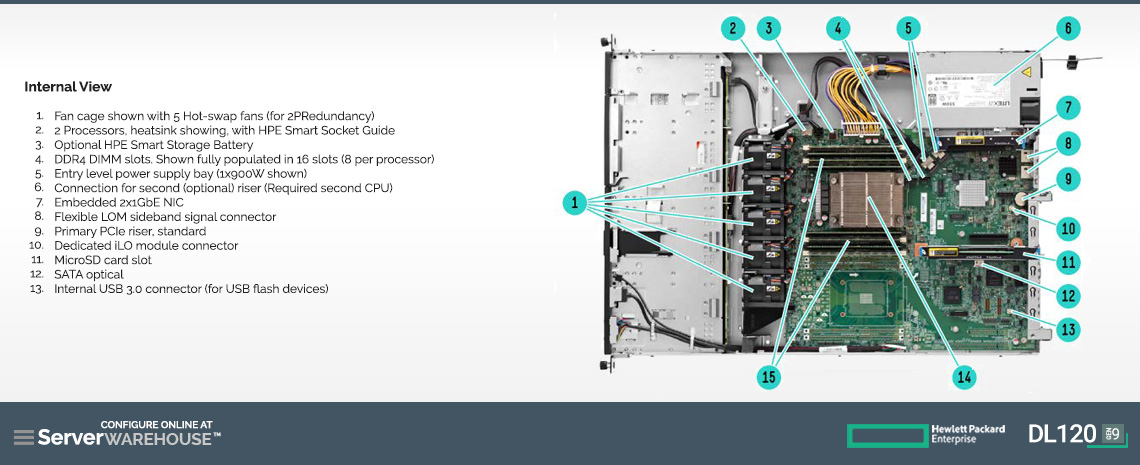 Internal View
1. Fan cage shown with 5 Hot-swap fans (for 2PRedundancy)
2. 2 Processors, heatsink showing, with HPE Smart Socket Guide
3. Optional HPE Smart Storage Battery
4. DDR4 DIMM slots. Shown fully populated in 16 slots (8 per processor)
5. Entry level power supply bay (1x900W shown)
6. Connection for second (optional) riser (Required second CPU)
7. Embedded 2x1GbE NIC
8. Flexible LOM sideband signal connector
9. Primary PCIe riser, standard
10. Dedicated iLO module connector
11. MicroSD card slot
12. SATA optical
13. Internal USB 3.0 connector (for USB flash devices)
2 3 4 5 6
7
8
1 9
10
11
12
13
15 14
CONFIGURE ONLINE AT
ServerWAREHOUSE™
Hewlett Packard
Enterprise
DL120 GEN9